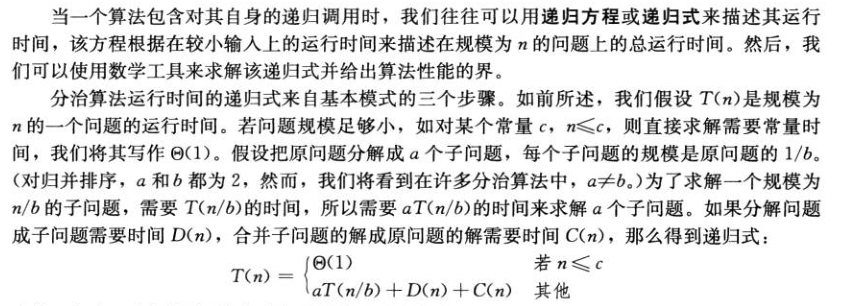 当一个算法包含对其自身的递归调用时，我们往往可以用递归方程或递归式来描述其运行
时间，该方程根据在较小输入上的运行时间来描述在规模为 n 的问题上的总运行时间。然后，我
们可以使用数学工具来求解该递归式并给出算法性能的界。
分治算法运行时间的递归式来自基本模式的三个步骤。如前所述，我们假设 T(n)是规模为
n 的一个问题的运行时间。若问题规模足够小，如对某个常量 c，n≤c，则直接求解需要常量时
间，我们将其写作 Θ(1)。假设把原问题分解成 a 个子问题，每个子问题的规模是原问题的 1/b。
(对归并排序，a 和 b 都为 2，然而，我们将看到在许多分治算法中，a≠b。)为了求解一个规模为
n/b 的子问题，需要 T(n/b)的时间，所以需要 aT(n/b)的时间来求解 a 个子问题。如果分解问题
成子问题需要时间 D(n)，合并子问题的解成原问题的解需要时间 C(n)，那么得到递归式：
Θ(1) 若 n≤c
T(n) = {
aT(n/b)+D(n)+C(n) 其他